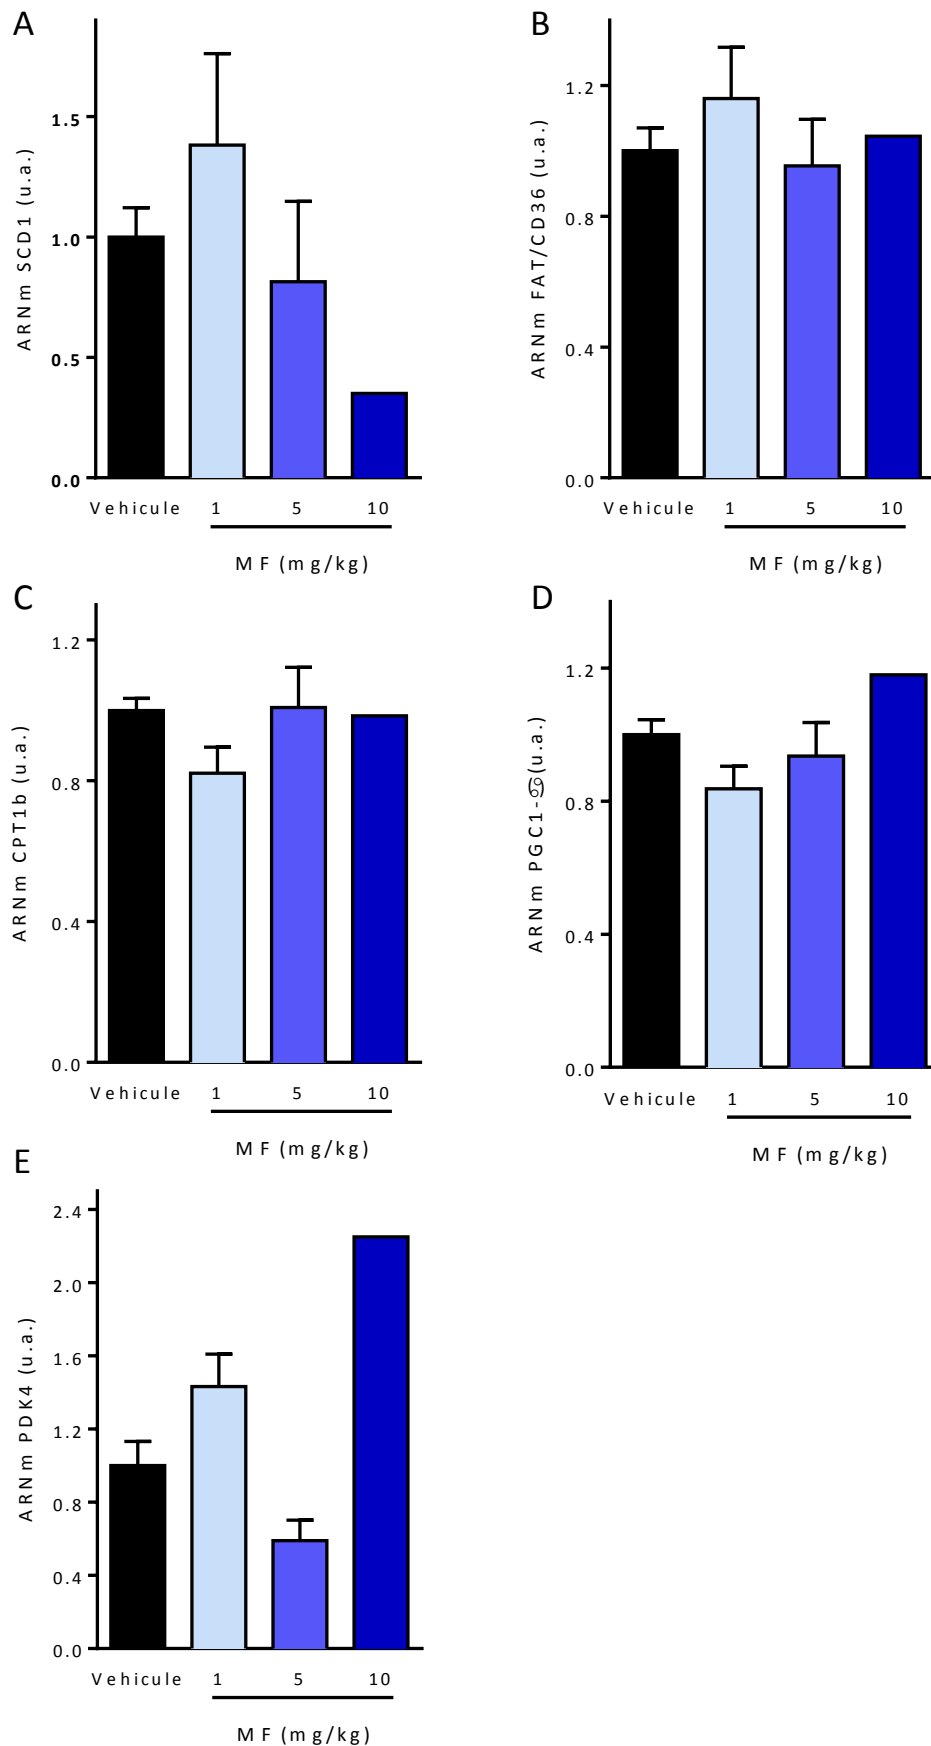 A
ARNm SCD1 (u.a.)
1.5
1.0
0.5
0.0
Vehicule 1 5 10
MF (mg/kg)
B
ARNm FAT/CD36 (u.a.)
1.2
0.8
0.4
0.0
Vehicule 1 5 10
MF (mg/kg)
C
ARNm CPT1b (u.a.)
1.2
0.8
0.4
0.0
Vehicule 1 5 10
MF (mg/kg)
D
ARNm PGC1- (u.a.)
1.2
0.8
0.4
0.0
Vehicule 1 5 10
MF (mg/kg)
E
ARNm PDK4 (u.a.)
2.4
2.0
1.6
1.2
0.8
0.4
0.0
Vehicule 1 5 10
MF (mg/kg)